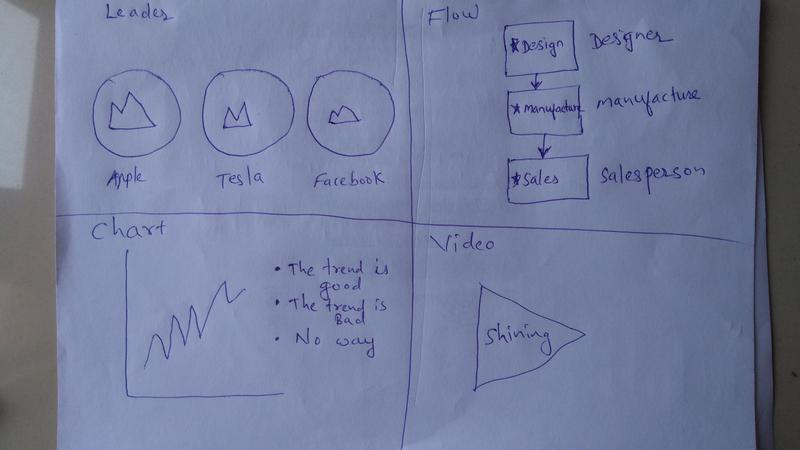 Leader
Apple
Tesla
Facebook
Flow
*Design Designer
*Manufacture manufacture
*Sales salesperson
Chart
• The trend is
good
• The trend is
Bad
• No way
Video
Shining